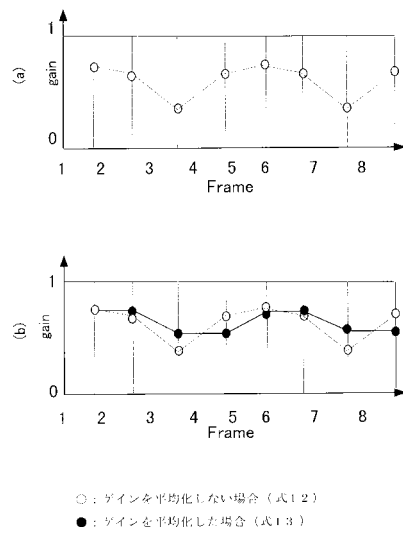 1
(a)
gain
0
1 2 3 4 5 6 7 8
Frame
1
(b)
gain
0
1 2 3 4 5 6 7 8
Frame
○：ゲインを平均化しない場合（式12）
●：ゲインを平均化した場合（式13）